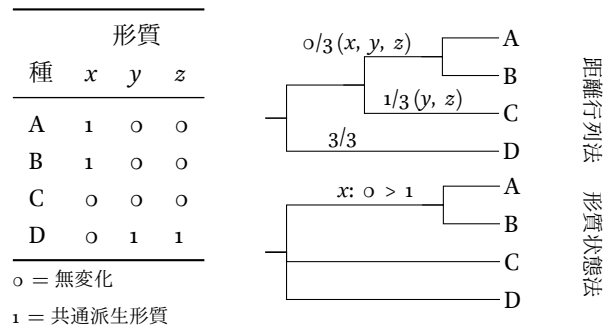 形質
種 x y z
A 1 0 0
B 1 0 0
C 0 0 0
D 0 1 1
0 = 無変化
1 = 共通派生形質
0/3 (x, y, z)
A
B
1/3 (y, z)
C
3/3
D
距離行列法
x: 0 > 1
A
B
C
D
形質状態法